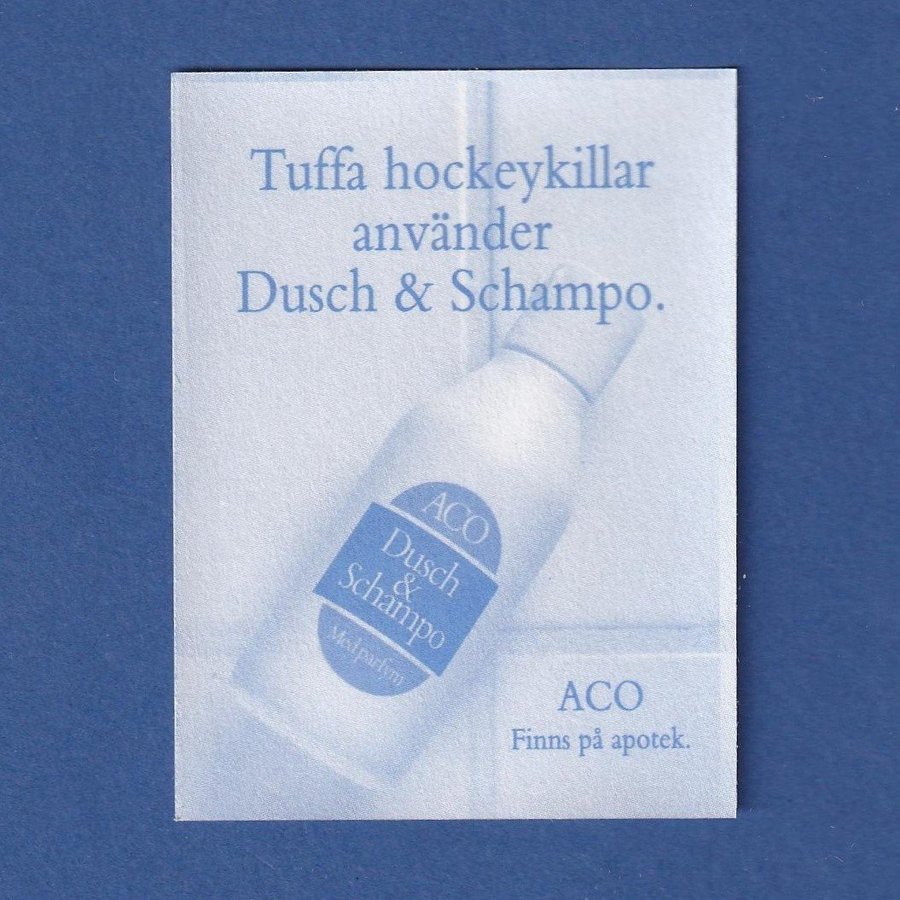 Tuffa hockeykillar
använder
Dusch & Schampo.
ACO
Dusch
&
Schampo
Med parfym
ACO
Finns på apotek.